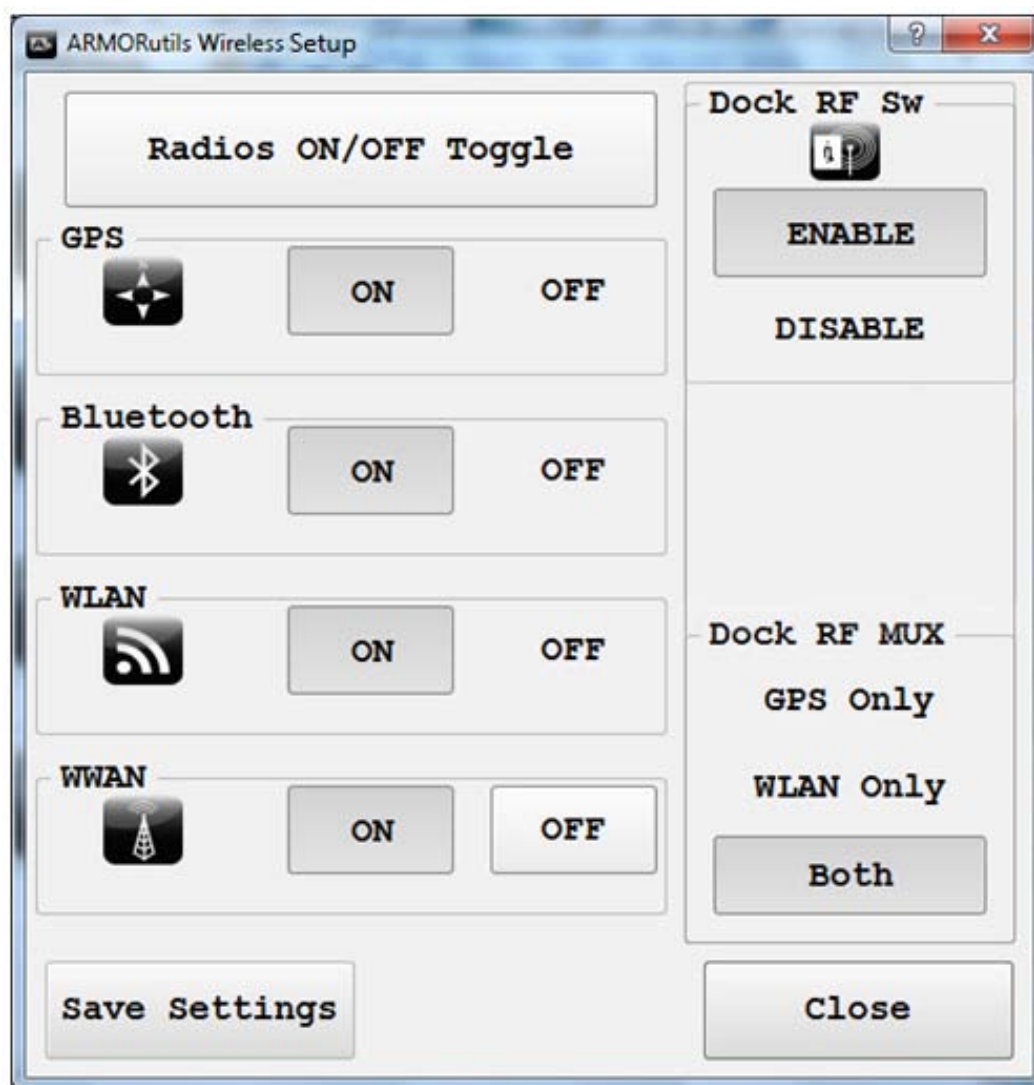 ARMORutils Wireless Setup
Radios ON/OFF Toggle
GPS
ON OFF
Bluetooth
ON OFF
WLAN
ON OFF
WWAN
ON OFF
Dock RF Sw
ENABLE
DISABLE
Dock RF MUX
GPS Only
WLAN Only
Both
Save Settings
Close